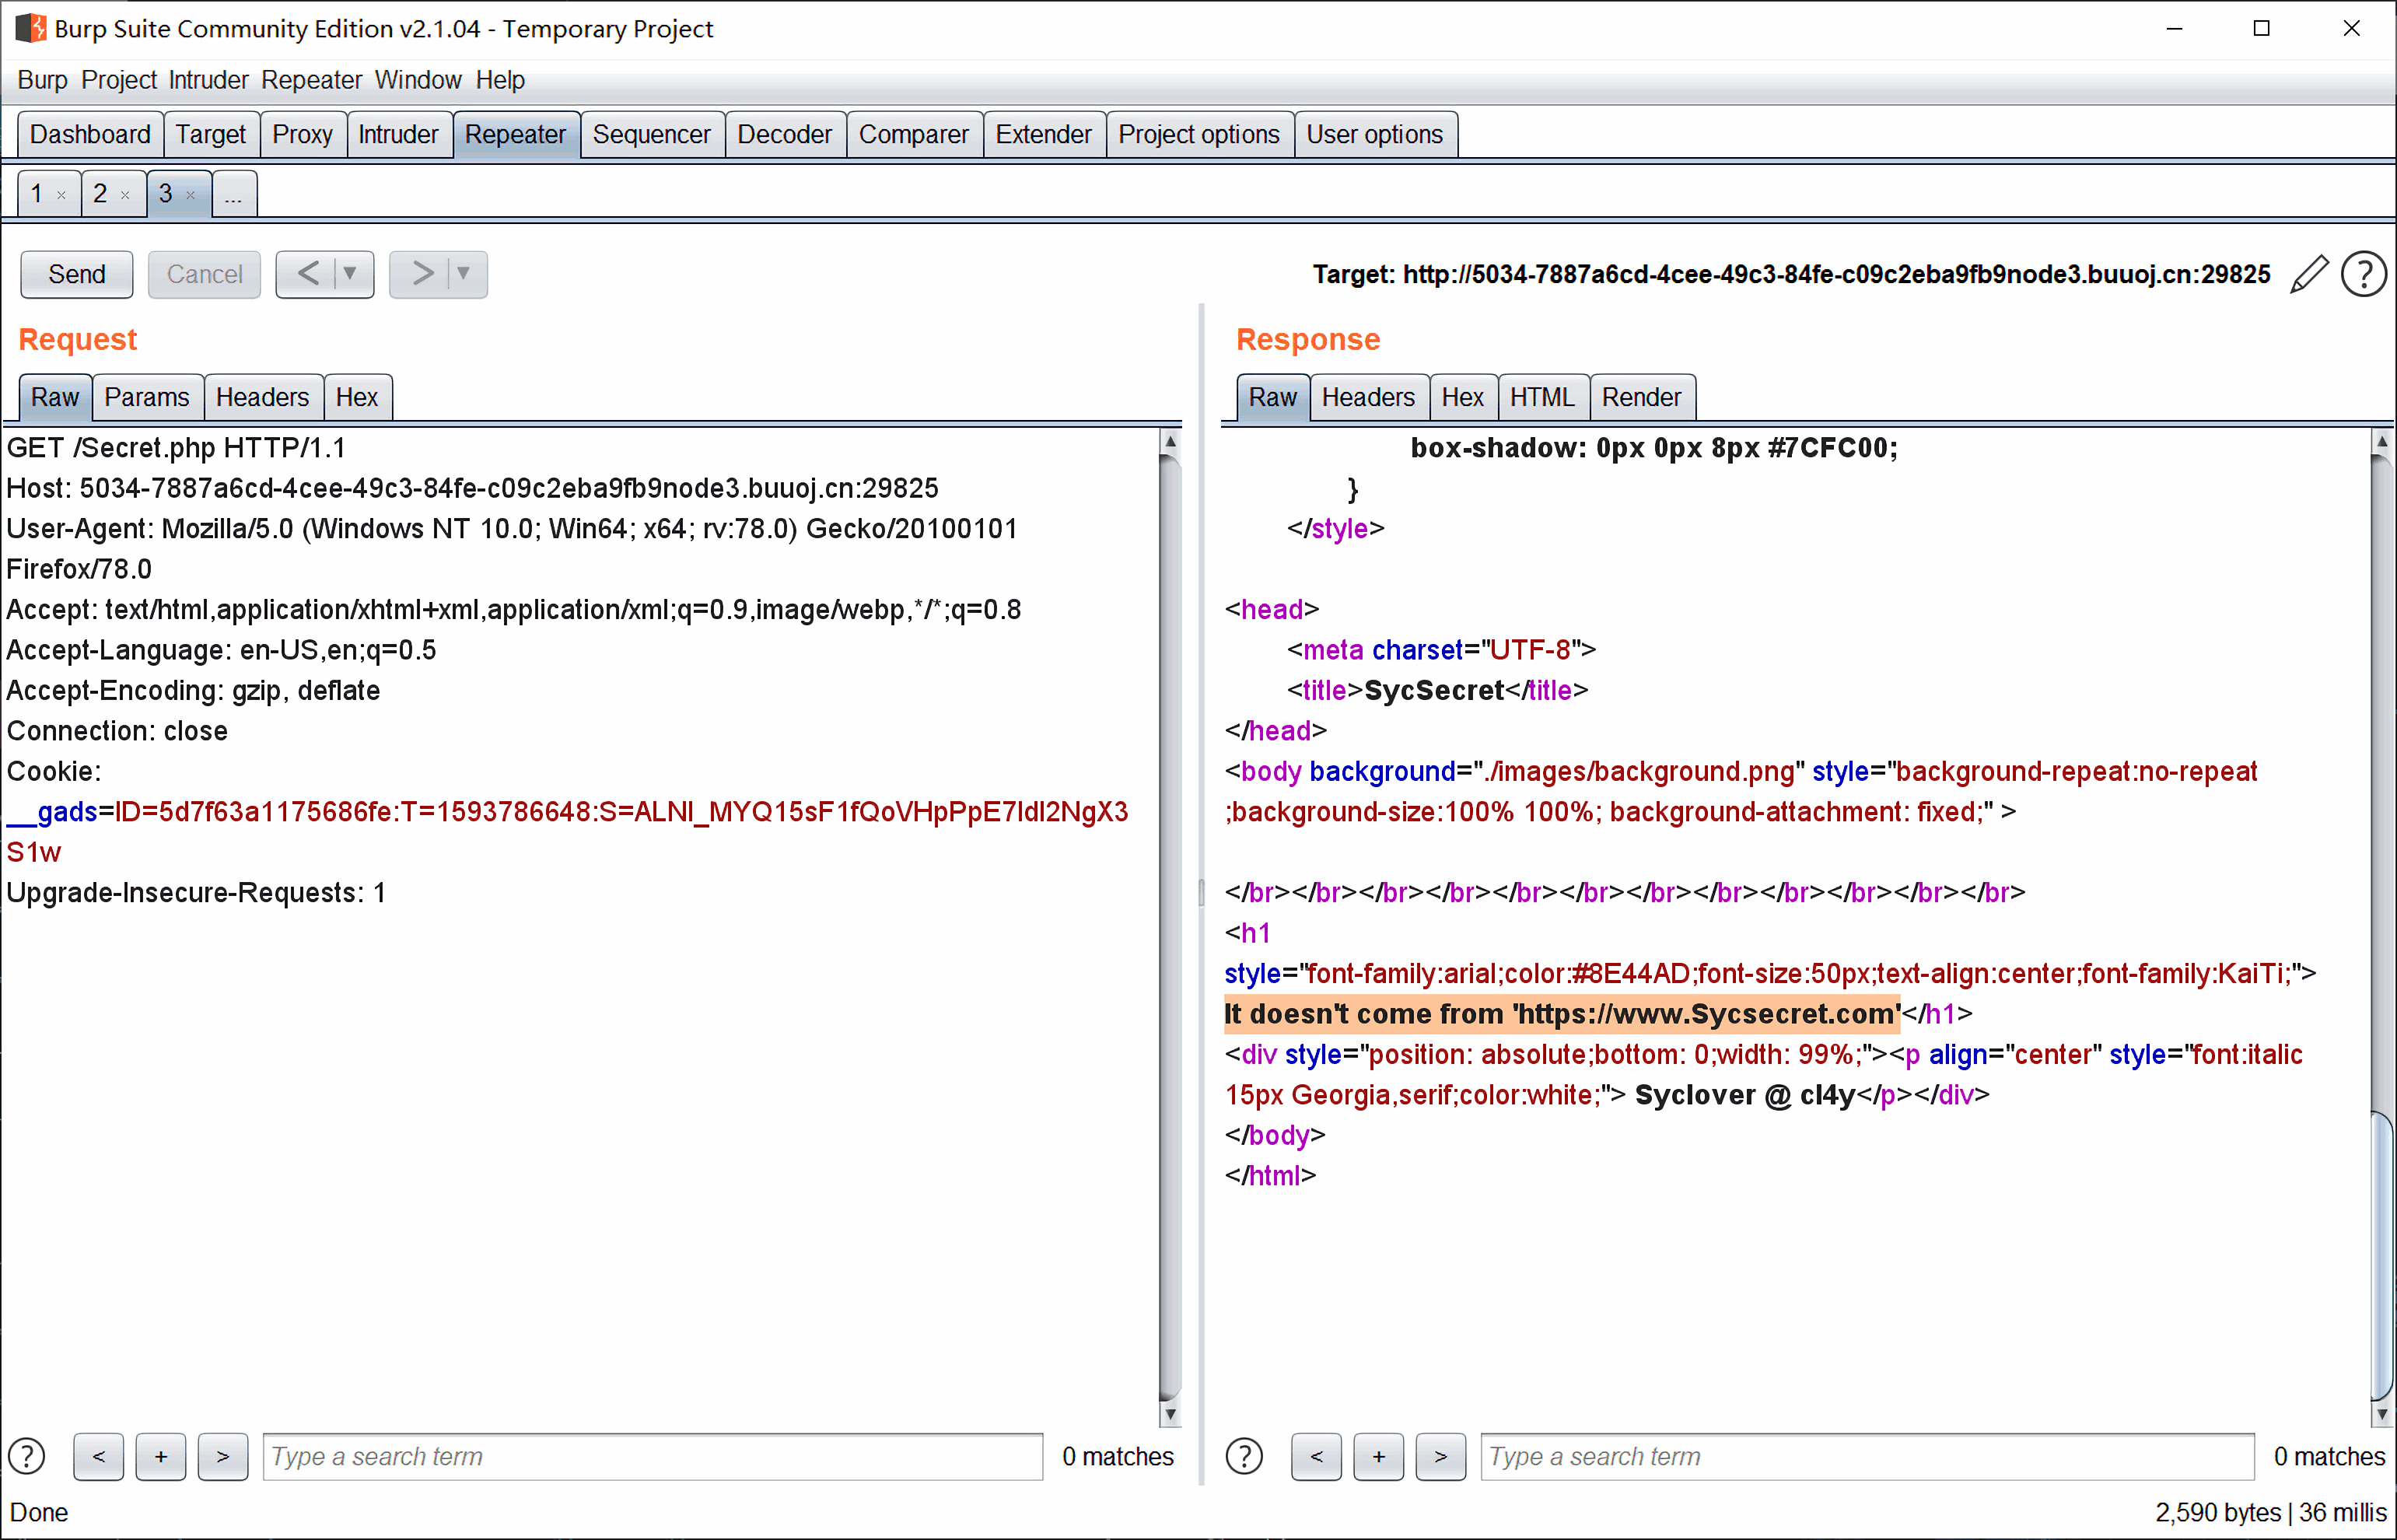 Burp Suite Community Edition v2.1.04 - Temporary Project
Burp Project Intruder Repeater Window Help
Dashboard Target Proxy Intruder Repeater Sequencer Decoder Comparer Extender Project options User options
1 × 2 × 3 × ...
Send Cancel < ▼ > ▼ Target: http://5034-7887a6cd-4cee-49c3-84fe-c09c2eba9fb9node3.buuoj.cn:29825 ?
Request
Raw Params Headers Hex
GET /Secret.php HTTP/1.1
Host: 5034-7887a6cd-4cee-49c3-84fe-c09c2eba9fb9node3.buuoj.cn:29825
User-Agent: Mozilla/5.0 (Windows NT 10.0; Win64; x64; rv:78.0) Gecko/20100101
Firefox/78.0
Accept: text/html,application/xhtml+xml,application/xml;q=0.9,image/webp,*/*;q=0.8
Accept-Language: en-US,en;q=0.5
Accept-Encoding: gzip, deflate
Connection: close
Cookie:
__gads=ID=5d7f63a1175686fe:T=1593786648:S=ALNI_MYQ15sF1fQoVHpPpE7ldl2NgX3
S1w
Upgrade-Insecure-Requests: 1
? < + > Type a search term 0 matches
Response
Raw Headers Hex HTML Render
box-shadow: 0px 0px 8px #7CFC00;
}
</style>
<head>
<meta charset="UTF-8">
<title>SycSecret</title>
</head>
<body background="./images/background.png" style="background-repeat:no-repeat
;background-size:100% 100%; background-attachment: fixed;" >
</br></br></br></br></br></br></br></br></br></br></br></br>
<h1
style="font-family:arial;color:#8E44AD;font-size:50px;text-align:center;font-family:KaiTi;">
It doesn't come from 'https://www.Sycsecret.com'</h1>
<div style="position: absolute;bottom: 0;width: 99%;"><p align="center" style="font:italic
15px Georgia,serif;color:white;"> Syclover @ cl4y</p></div>
</body>
</html>
? < + > Type a search term 0 matches
Done 2,590 bytes | 36 millis